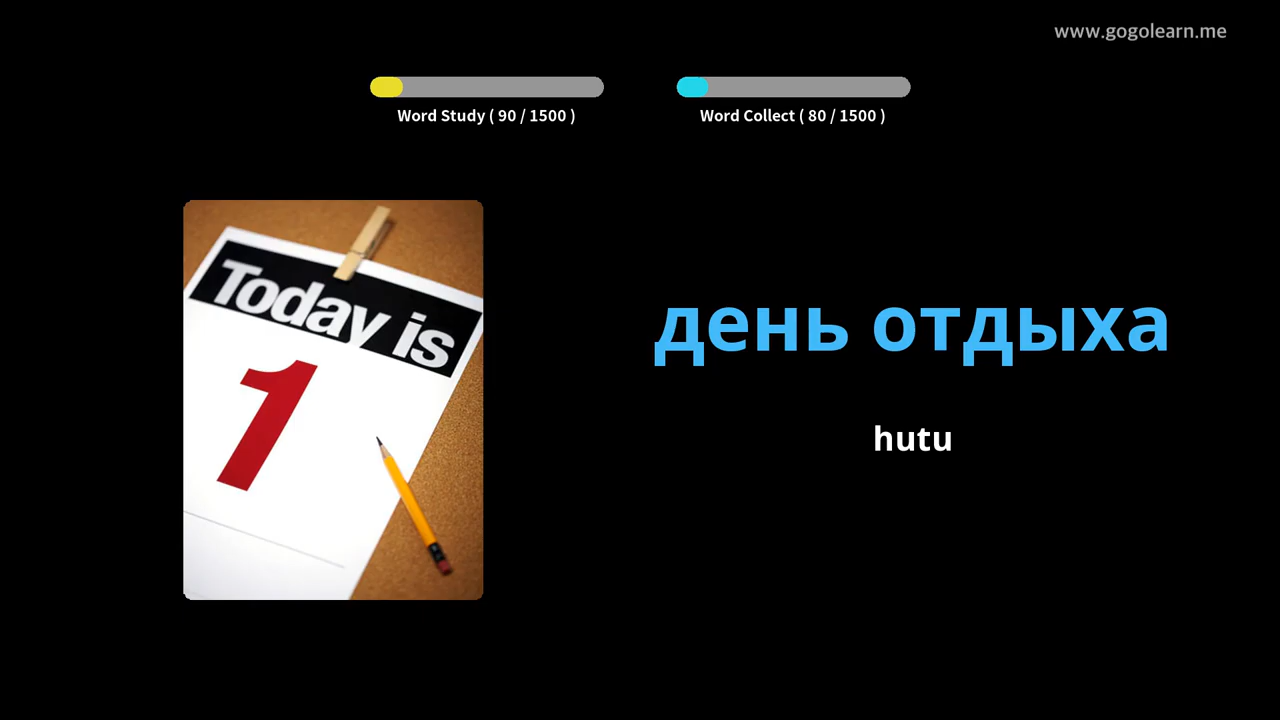 www.gogolearn.me
Word Study ( 90 / 1500 )
Word Collect ( 80 / 1500 )
Today is
1
день отдыха
hutu